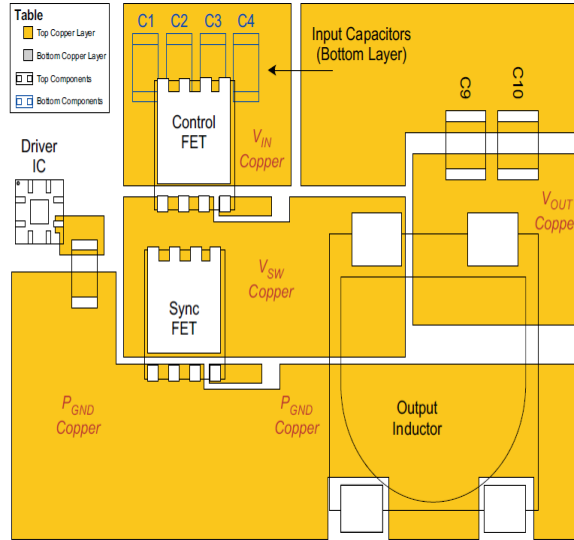 Table
Top Copper Layer
Bottom Copper Layer
Top Components
Bottom Components
C1 C2 C3 C4
Input Capacitors
(Bottom Layer)
C9 C10
Control
FET
VIN
Copper
Driver
IC
VOUT
Copper
VSW
Copper
Sync
FET
PGND
Copper
PGND
Copper
Output
Inductor